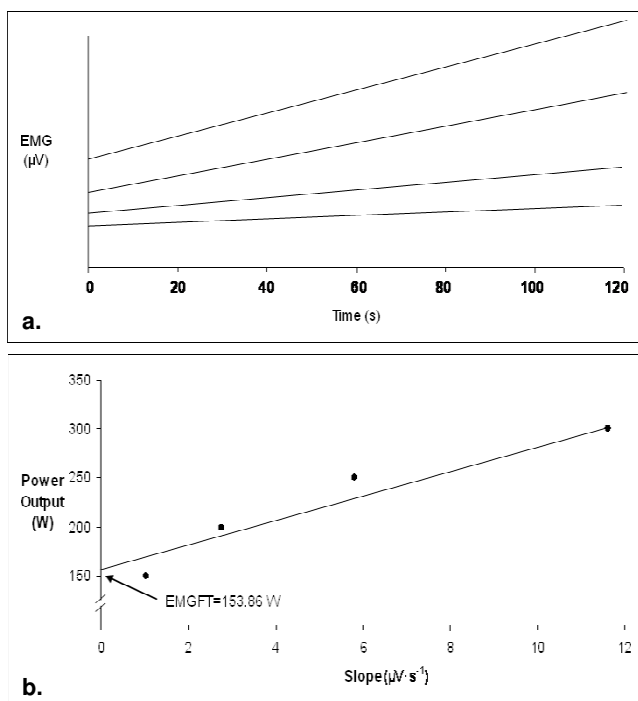 EMG
(µV)
0 20 40 60 80 100 120
Time (s)
a.
350
300
250
200
150
Power
Output
(W)
EMGFT=153.86 W
0 2 4 6 8 10 12
Slope(µV·s⁻¹)
b.